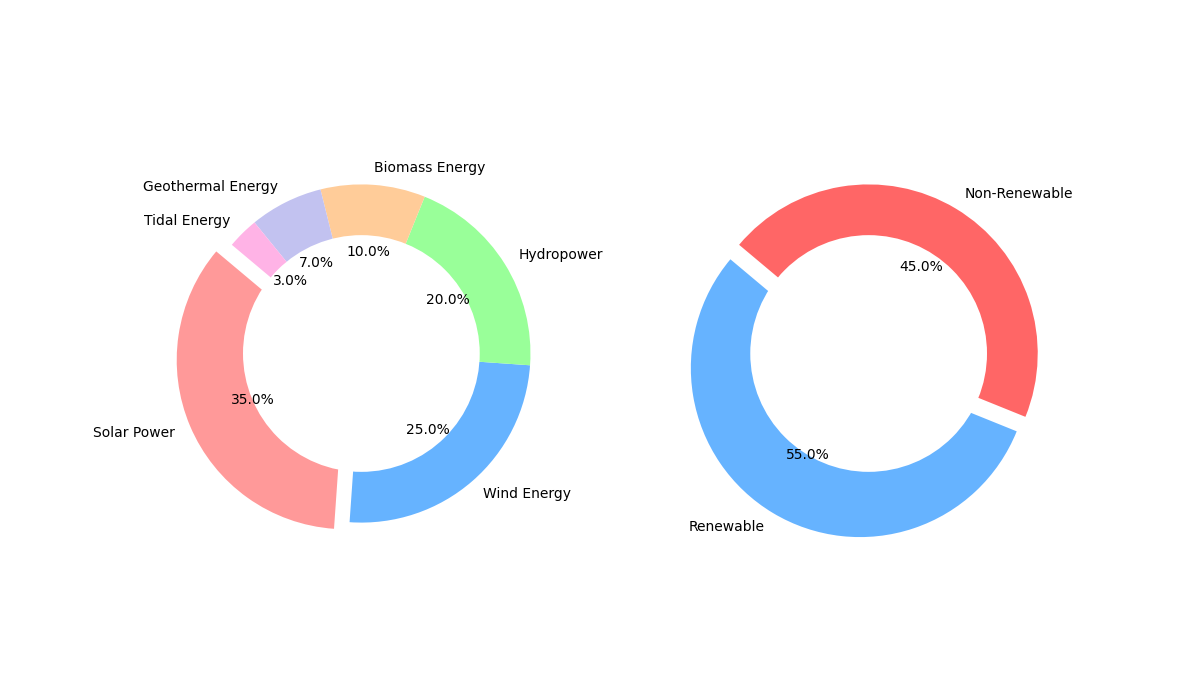 Biomass Energy
Geothermal Energy
Tidal Energy
Hydropower
10.0%
7.0%
3.0%
20.0%
35.0%
25.0%
Solar Power
Wind Energy
Non-Renewable
45.0%
55.0%
Renewable